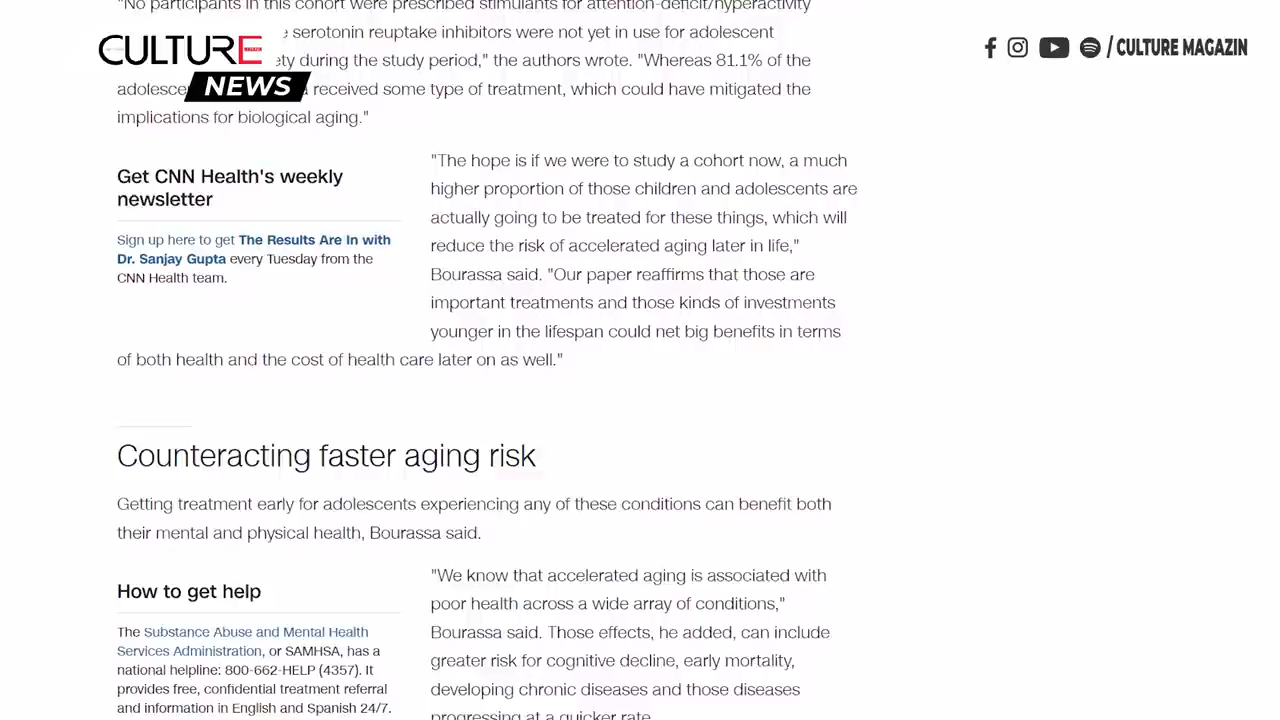 "No participants in this cohort were prescribed stimulants for attention-deficit/hyperactivity
serotonin reuptake inhibitors were not yet in use for adolescent
during the study period," the authors wrote. "Whereas 81.1% of the
received some type of treatment, which could have mitigated the
implications for biological aging."
CULTURE
NEWS
/ CULTURE MAGAZIN
Get CNN Health's weekly
newsletter
Sign up here to get The Results Are In with
Dr. Sanjay Gupta every Tuesday from the
CNN Health team.
"The hope is if we were to study a cohort now, a much
higher proportion of those children and adolescents are
actually going to be treated for these things, which will
reduce the risk of accelerated aging later in life,"
Bourassa said. "Our paper reaffirms that those are
important treatments and those kinds of investments
younger in the lifespan could net big benefits in terms
of both health and the cost of health care later on as well."
Counteracting faster aging risk
Getting treatment early for adolescents experiencing any of these conditions can benefit both
their mental and physical health, Bourassa said.
How to get help
The Substance Abuse and Mental Health
Services Administration, or SAMHSA, has a
national helpline: 800-662-HELP (4357). It
provides free, confidential treatment referral
and information in English and Spanish 24/7.
"We know that accelerated aging is associated with
poor health across a wide array of conditions,"
Bourassa said. Those effects, he added, can include
greater risk for cognitive decline, early mortality,
developing chronic diseases and those diseases
progressing at a quicker rate